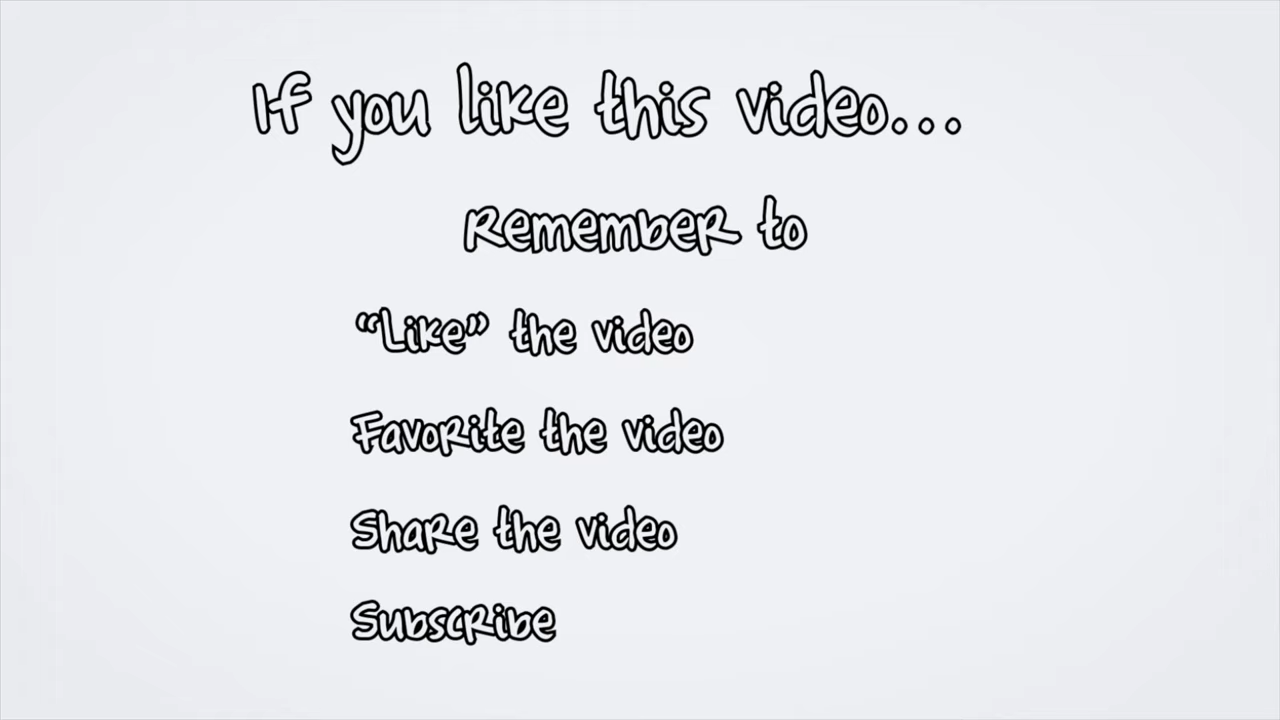 If you like this video...
Remember to
“Like” the video
Favorite the video
Share the video
Subscribe